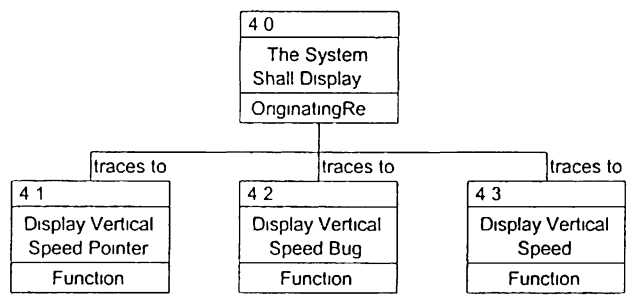 4 0
The System
Shall Display
OriginatingRe
traces to traces to traces to
4 1 4 2 4 3
Display Vertical
Speed Pointer
Function
Display Vertical
Speed Bug
Function
Display Vertical
Speed
Function